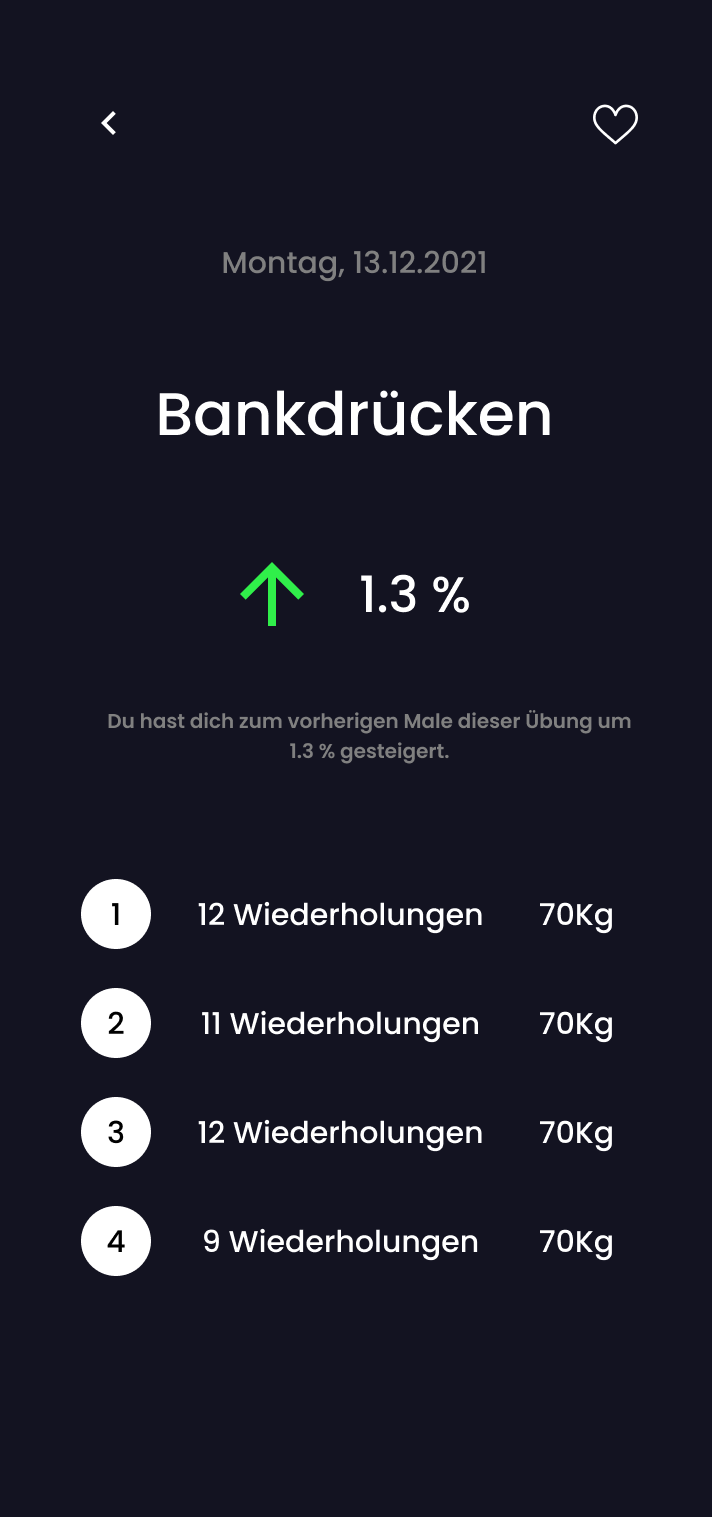 Montag, 13.12.2021
Bankdrücken
1.3 %
Du hast dich zum vorherigen Male dieser Übung um
1.3 % gesteigert.
1 12 Wiederholungen 70Kg
2 11 Wiederholungen 70Kg
3 12 Wiederholungen 70Kg
4 9 Wiederholungen 70Kg